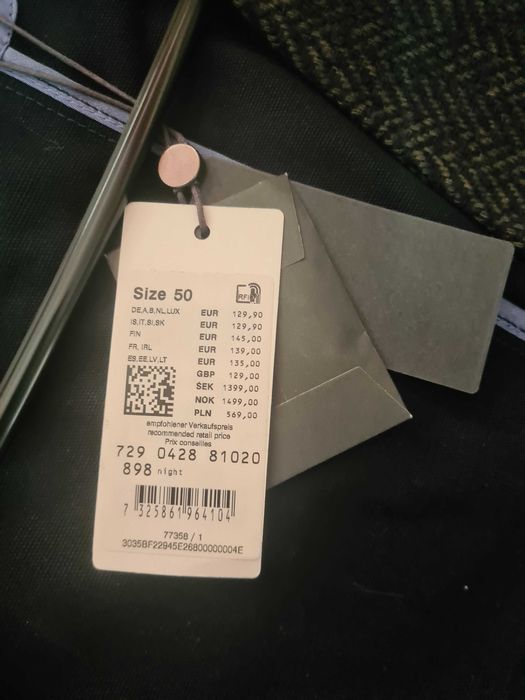 Size 50
RFID
DE,A,B,NL,LUX EUR 129,90
IS,IT,SI,SK EUR 129,90
FIN EUR 145,00
FR, IRL EUR 139,00
ES,EE,LV,LT EUR 135,00
GBP 129,00
SEK 1399,00
NOK 1499,00
PLN 569,00
empfohlener Verkaufspreis
recommended retail price
Prix conseilles
729 0428 81020
898 night
7 325861 964104
77358 / 1
3035BF22945E26800000004E